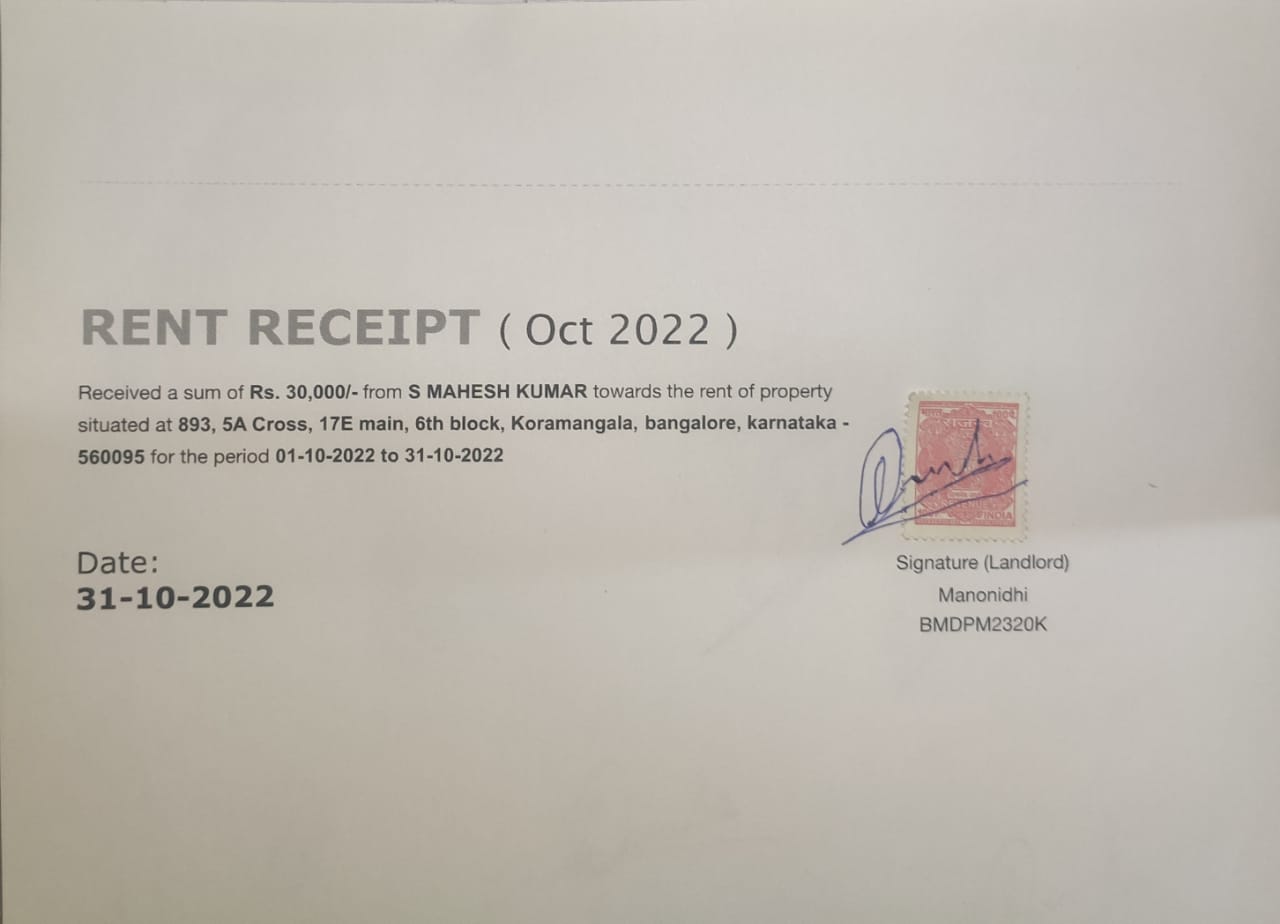 RENT RECEIPT ( Oct 2022 )
Received a sum of Rs. 30,000/- from S MAHESH KUMAR towards the rent of property
situated at 893, 5A Cross, 17E main, 6th block, Koramangala, bangalore, karnataka -
560095 for the period 01-10-2022 to 31-10-2022
Date:
31-10-2022
भारत
राजस्व
INDIA
Signature (Landlord)
Manonidhi
BMDPM2320K